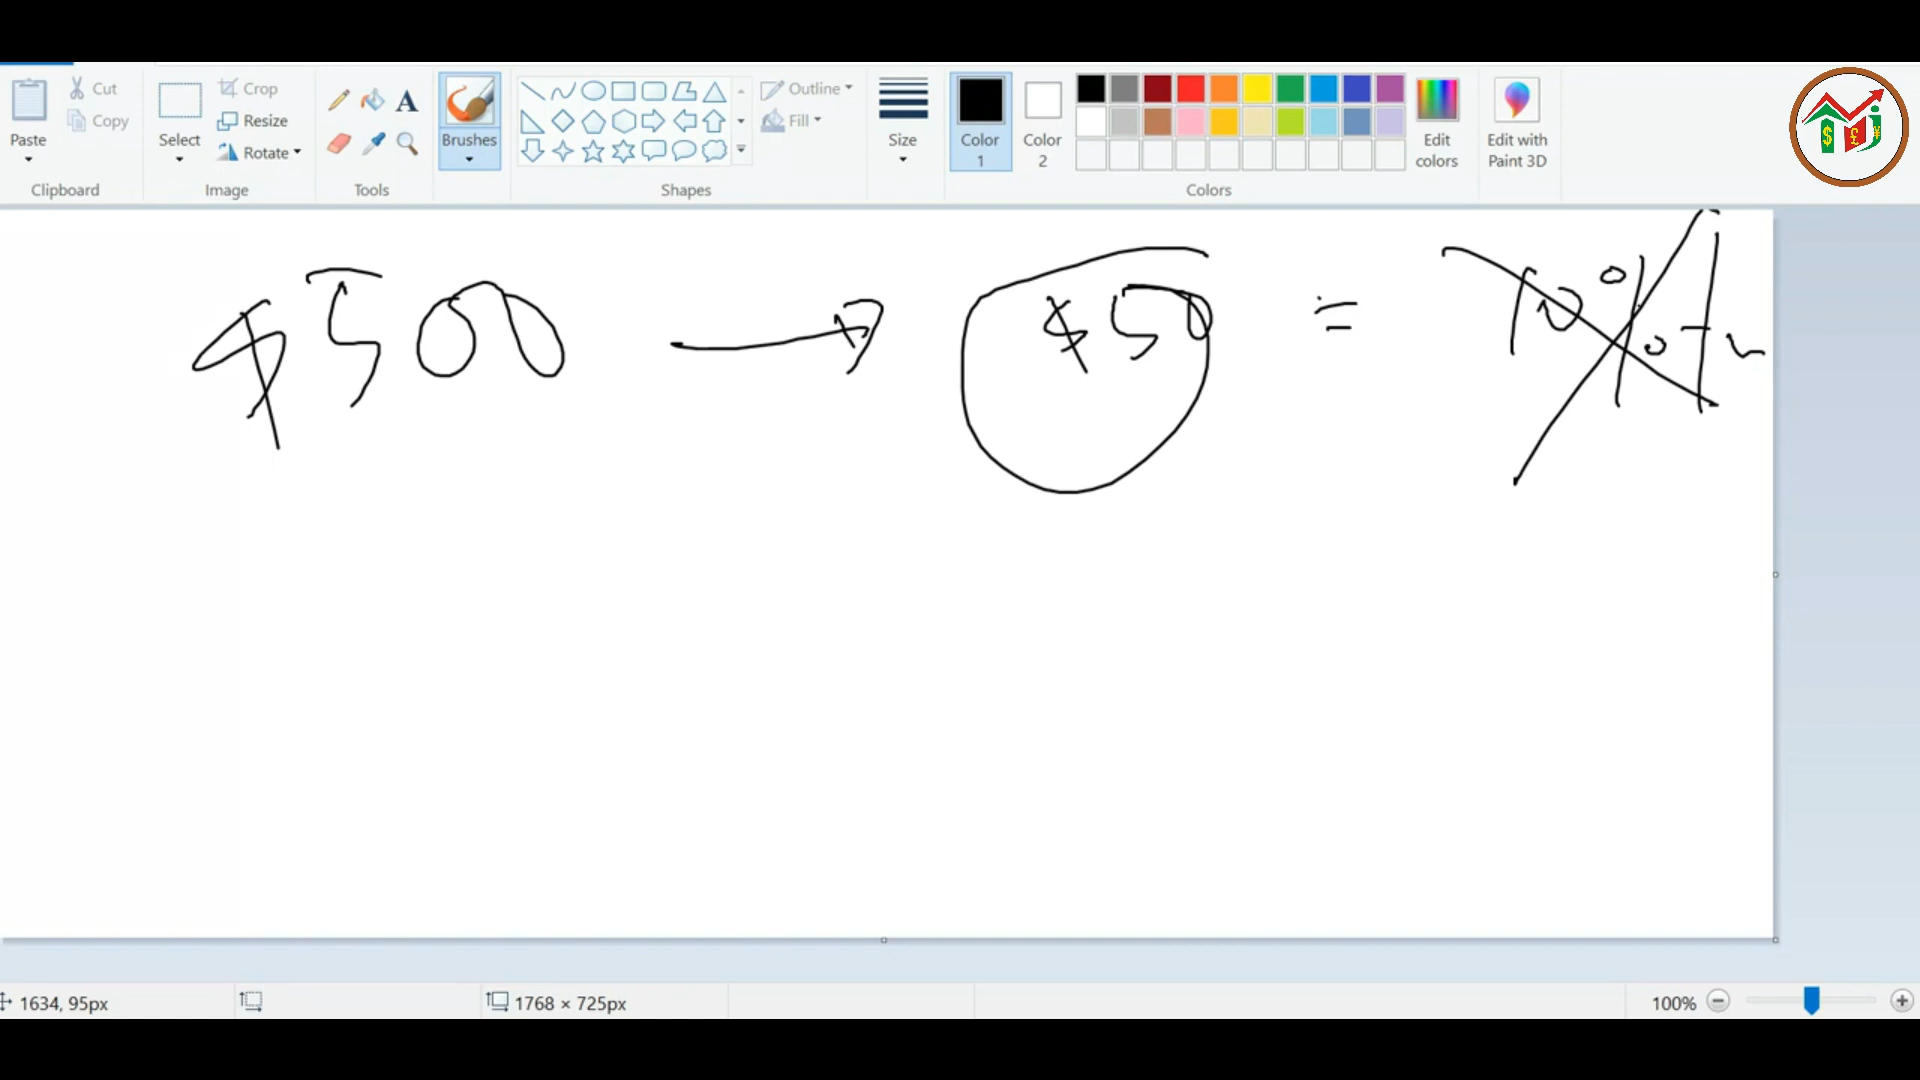 Paste
Cut
Copy
Clipboard
Select
Crop
Resize
Rotate
Image
A
Tools
Brushes
Shapes
Outline
Fill
Size
Color 1
Color 2
Colors
Edit colors
Edit with Paint 3D
$ £ ¥
$500 → $50 = 10%
1634, 95px
1768 × 725px
100%